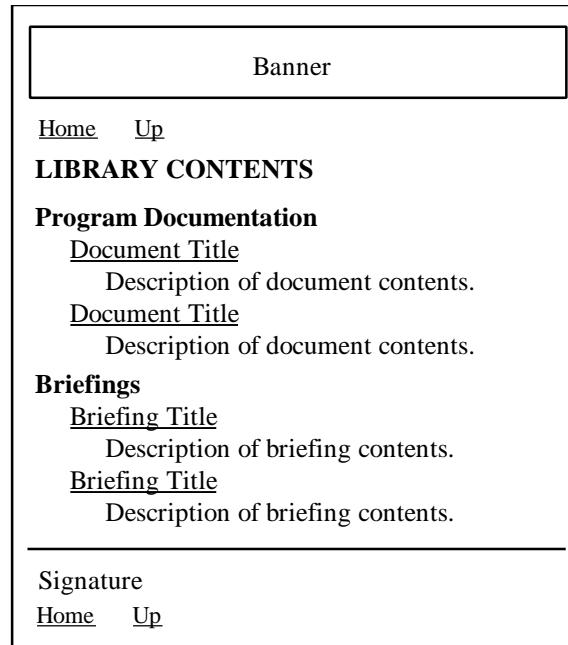 Banner
Home Up
LIBRARY CONTENTS
Program Documentation
Document Title
Description of document contents.
Document Title
Description of document contents.
Briefings
Briefing Title
Description of briefing contents.
Briefing Title
Description of briefing contents.
Signature
Home Up